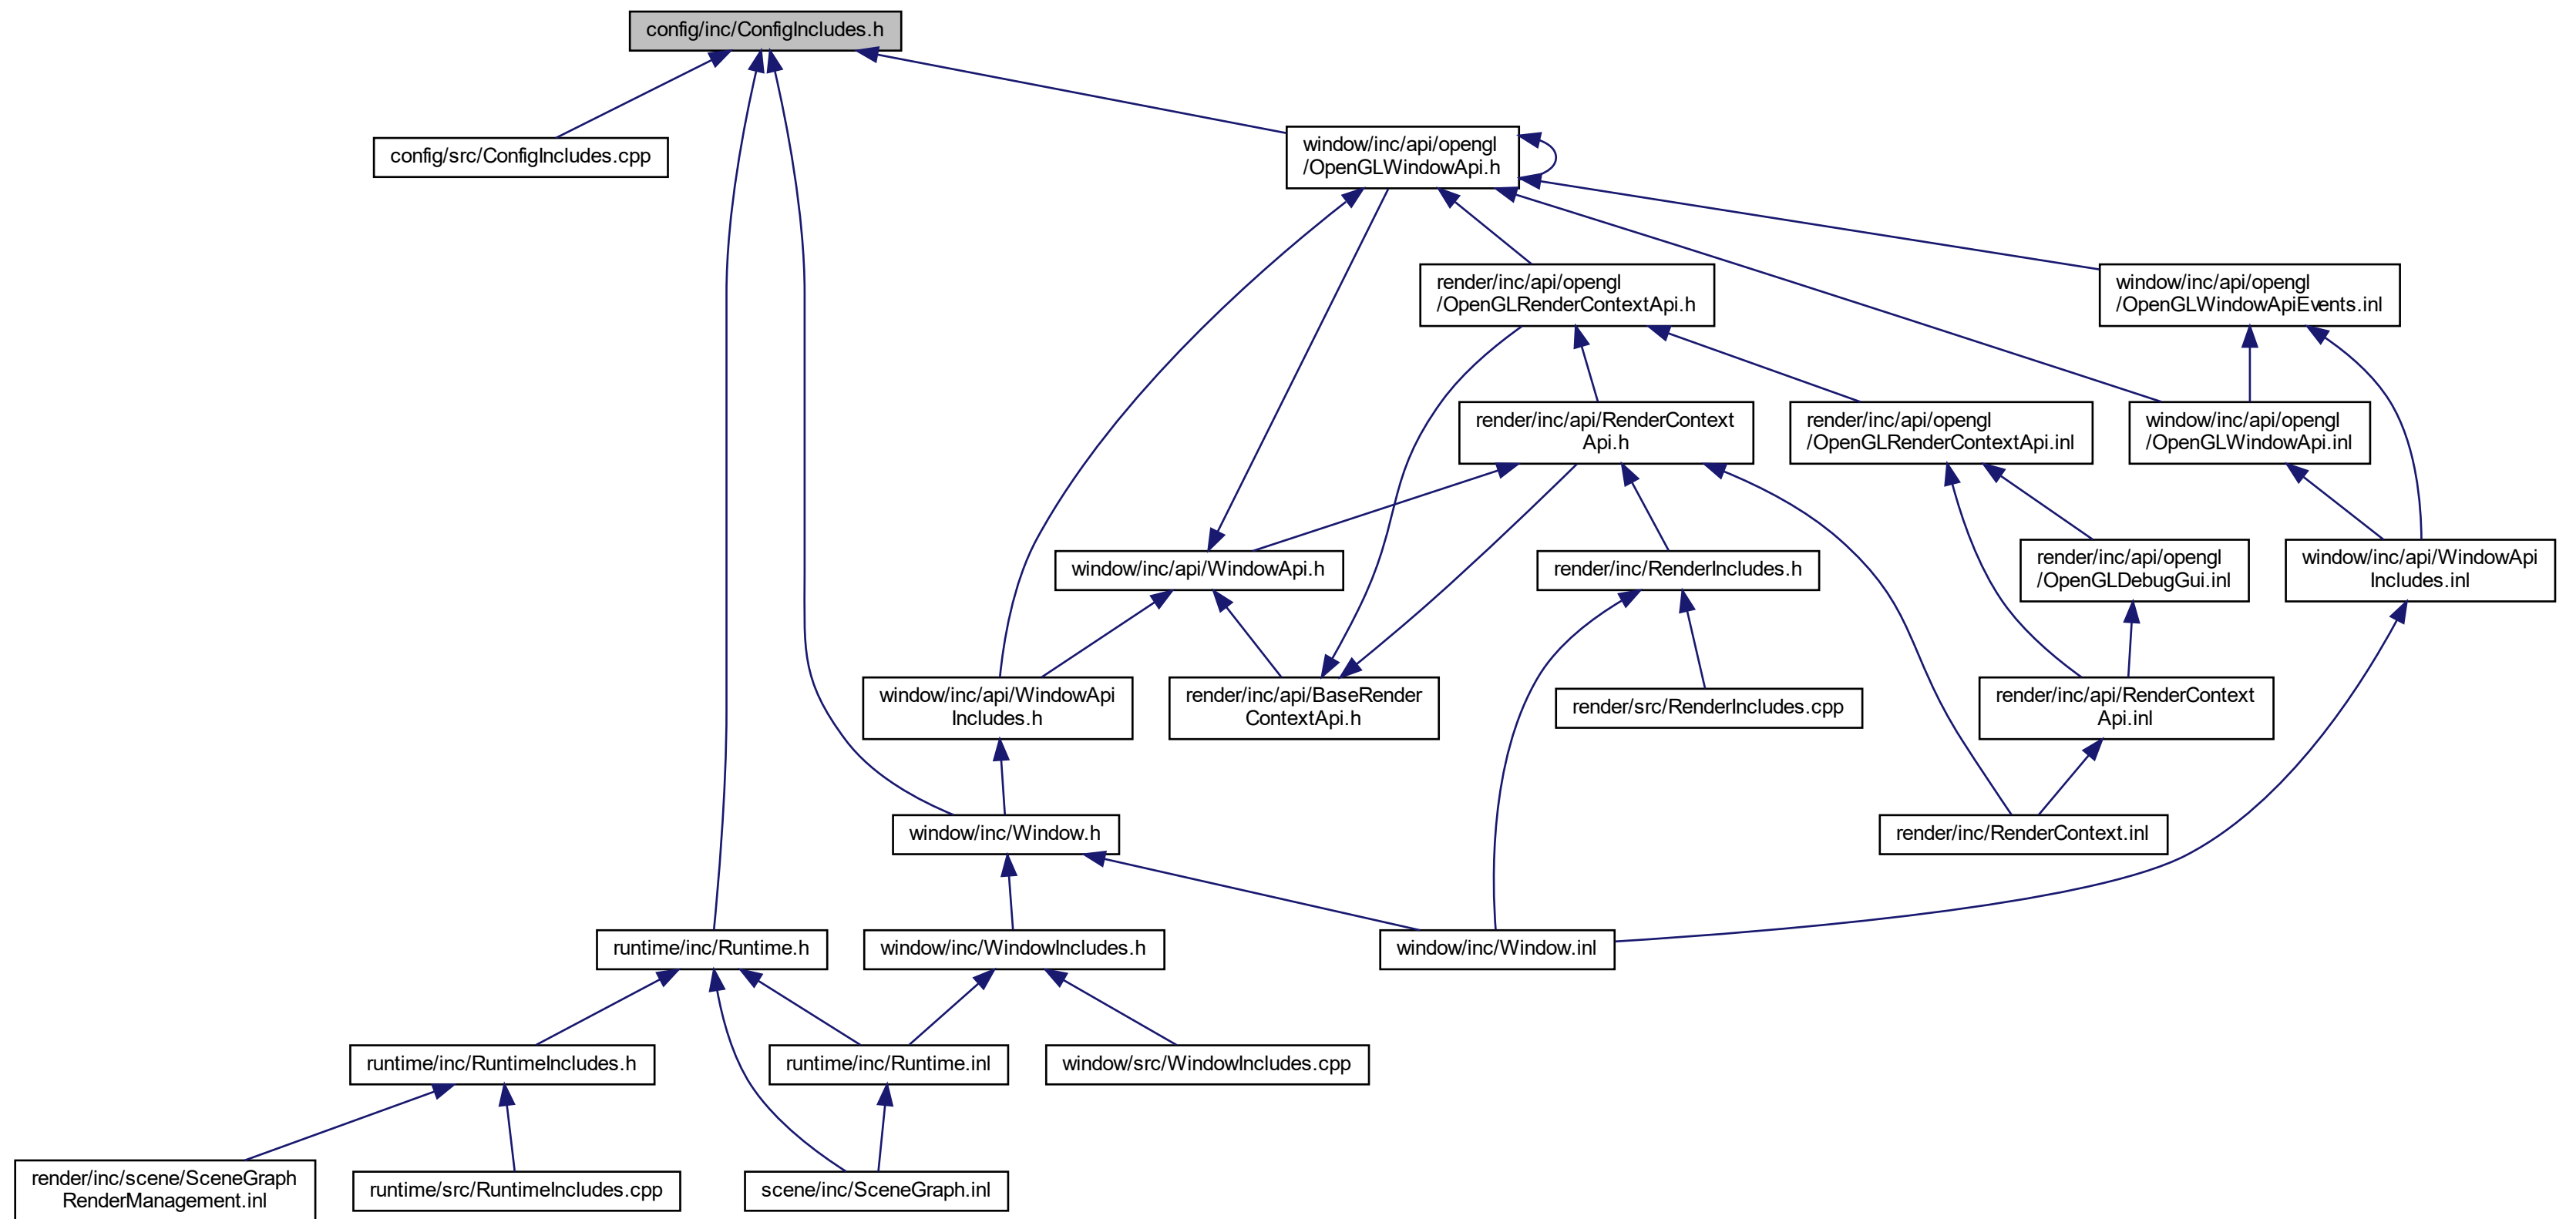 config/inc/ConfigIncludes.h
config/src/ConfigIncludes.cpp
window/inc/api/opengl
/OpenGLWindowApi.h
render/inc/api/opengl
/OpenGLRenderContextApi.h
window/inc/api/opengl
/OpenGLWindowApiEvents.inl
render/inc/api/RenderContext
Api.h
render/inc/api/opengl
/OpenGLRenderContextApi.inl
window/inc/api/opengl
/OpenGLWindowApi.inl
window/inc/api/WindowApi.h
render/inc/RenderIncludes.h
render/inc/api/opengl
/OpenGLDebugGui.inl
window/inc/api/WindowApi
Includes.inl
window/inc/api/WindowApi
Includes.h
render/inc/api/BaseRender
ContextApi.h
render/src/RenderIncludes.cpp
render/inc/api/RenderContext
Api.inl
window/inc/Window.h
render/inc/RenderContext.inl
runtime/inc/Runtime.h
window/inc/WindowIncludes.h
window/inc/Window.inl
runtime/inc/RuntimeIncludes.h
runtime/inc/Runtime.inl
window/src/WindowIncludes.cpp
render/inc/scene/SceneGraph
RenderManagement.inl
runtime/src/RuntimeIncludes.cpp
scene/inc/SceneGraph.inl